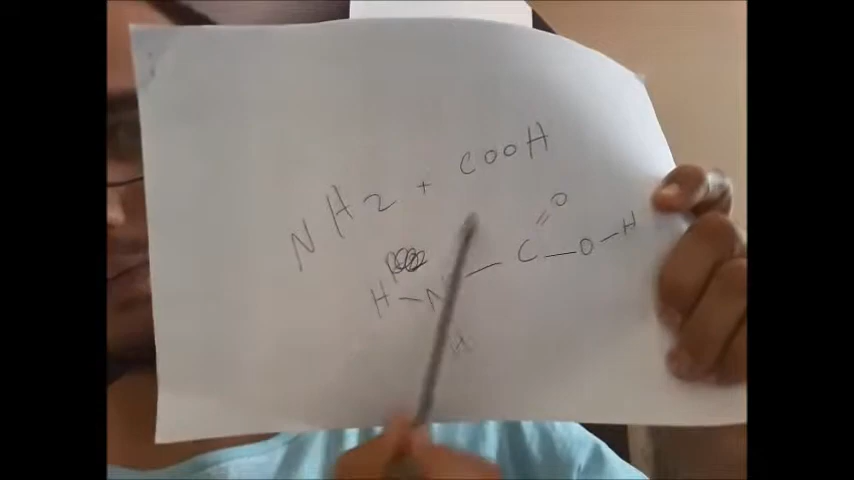 NH2 + COOH
O
H — N — C — O — H
H